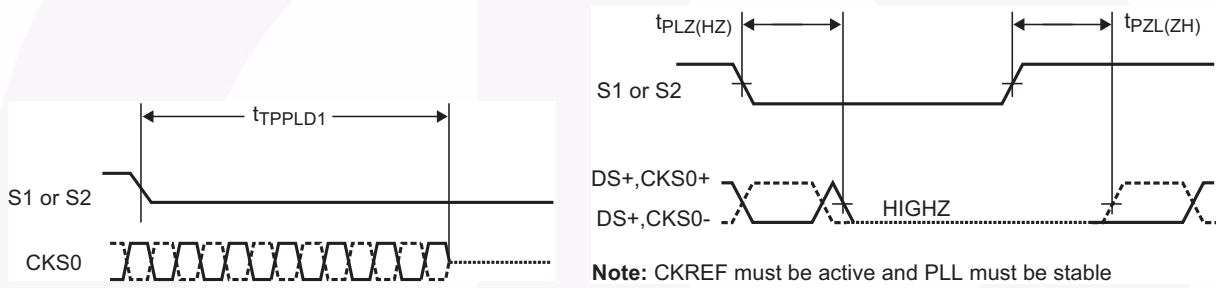 tTPPLD1
S1 or S2
CKS0
tPLZ(HZ)
tPZL(ZH)
S1 or S2
DS+,CKS0+
DS+,CKS0-
HIGHZ
Note: CKREF must be active and PLL must be stable